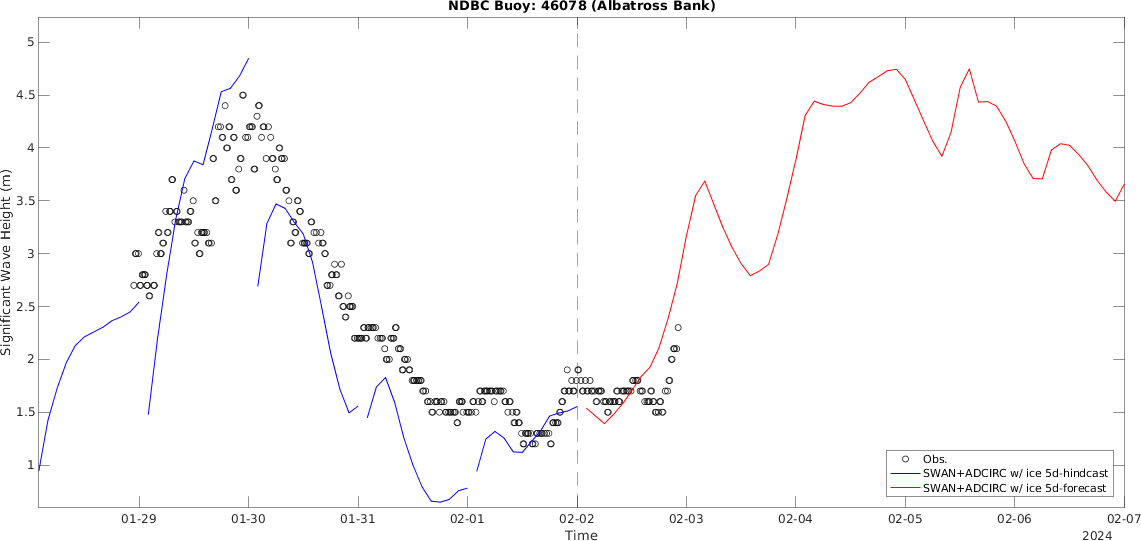 NDBC Buoy: 46078 (Albatross Bank)
Significant Wave Height (m)
5
4.5
4
3.5
3
2.5
2
1.5
1
Obs.
SWAN+ADCIRC w/ ice 5d-hindcast
SWAN+ADCIRC w/ ice 5d-forecast
01-29 01-30 01-31 02-01 02-02 02-03 02-04 02-05 02-06 02-07
Time
2024